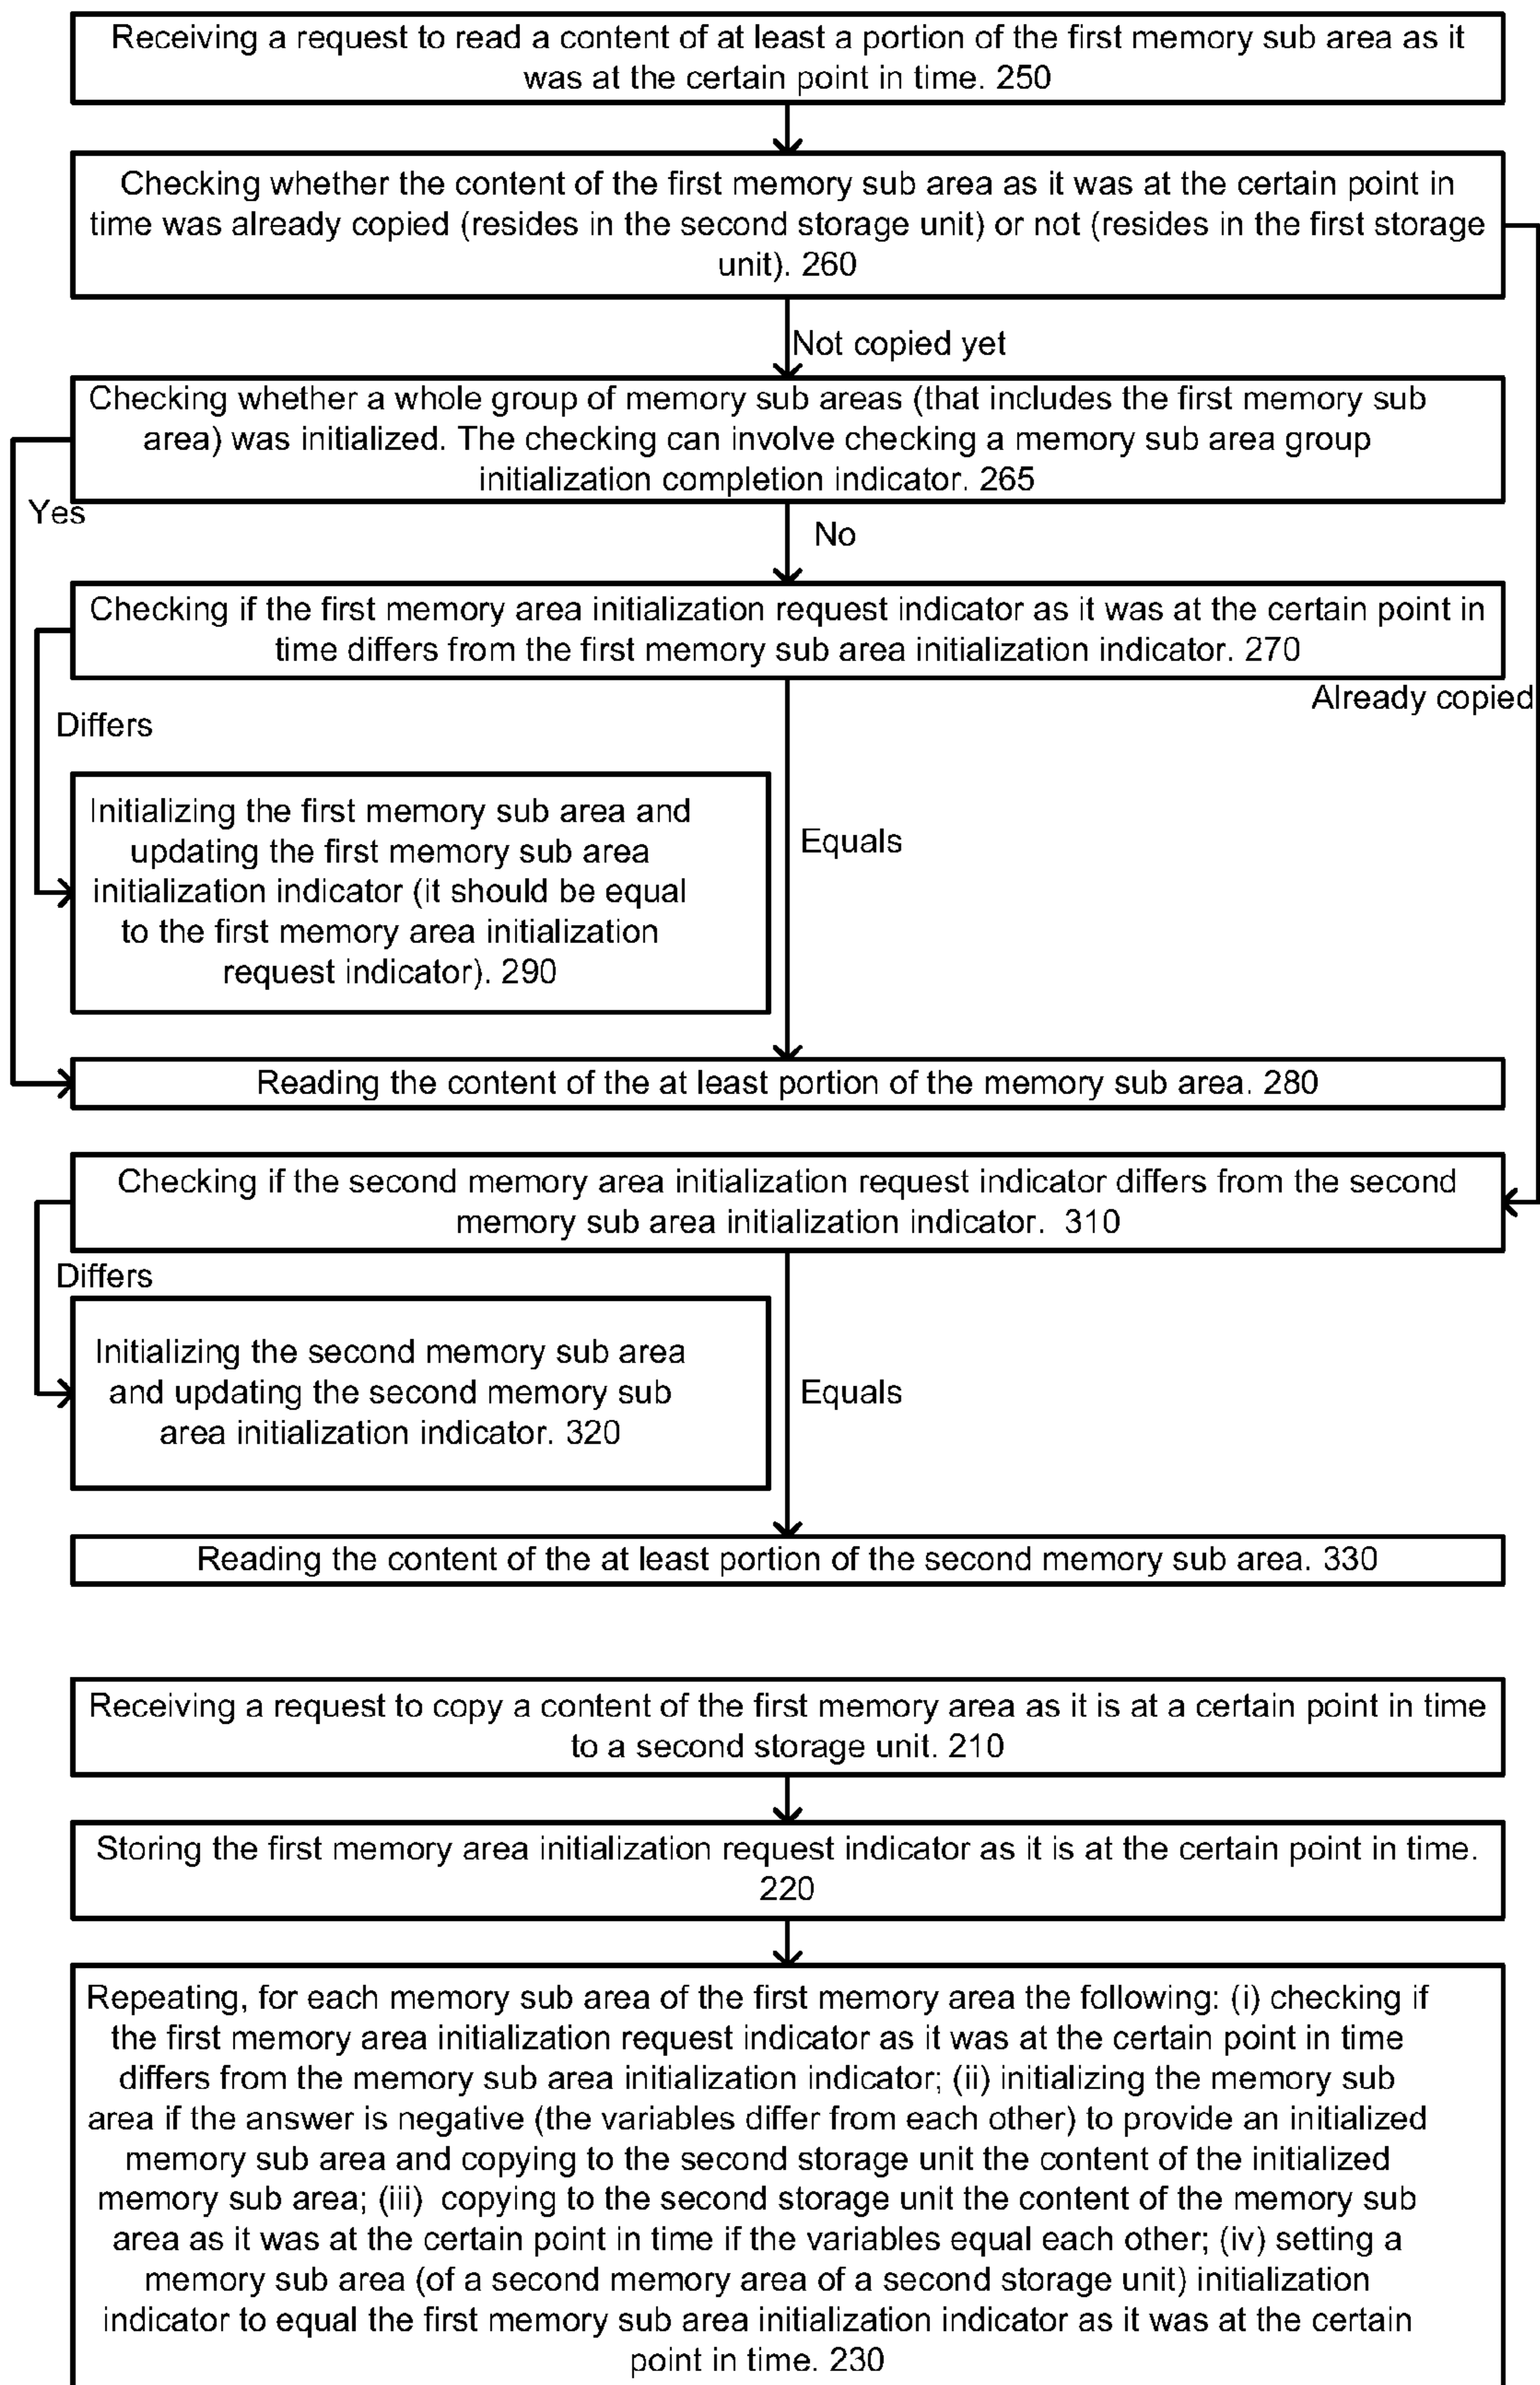 Receiving a request to read a content of at least a portion of the first memory sub area as it
was at the certain point in time. 250
Checking whether the content of the first memory sub area as it was at the certain point in
time was already copied (resides in the second storage unit) or not (resides in the first storage
unit). 260
Not copied yet
Checking whether a whole group of memory sub areas (that includes the first memory sub
area) was initialized. The checking can involve checking a memory sub area group
initialization completion indicator. 265
Yes
No
Checking if the first memory area initialization request indicator as it was at the certain point in
time differs from the first memory sub area initialization indicator. 270
Already copied
Differs
Initializing the first memory sub area and
updating the first memory sub area
initialization indicator (it should be equal
to the first memory area initialization
request indicator). 290
Equals
Reading the content of the at least portion of the memory sub area. 280
Checking if the second memory area initialization request indicator differs from the second
memory sub area initialization indicator. 310
Differs
Initializing the second memory sub area
and updating the second memory sub
area initialization indicator. 320
Equals
Reading the content of the at least portion of the second memory sub area. 330
Receiving a request to copy a content of the first memory area as it is at a certain point in time
to a second storage unit. 210
Storing the first memory area initialization request indicator as it is at the certain point in time.
220
Repeating, for each memory sub area of the first memory area the following: (i) checking if
the first memory area initialization request indicator as it was at the certain point in time
differs from the memory sub area initialization indicator; (ii) initializing the memory sub
area if the answer is negative (the variables differ from each other) to provide an initialized
memory sub area and copying to the second storage unit the content of the initialized
memory sub area; (iii) copying to the second storage unit the content of the memory sub
area as it was at the certain point in time if the variables equal each other; (iv) setting a
memory sub area (of a second memory area of a second storage unit) initialization
indicator to equal the first memory sub area initialization indicator as it was at the certain
point in time. 230